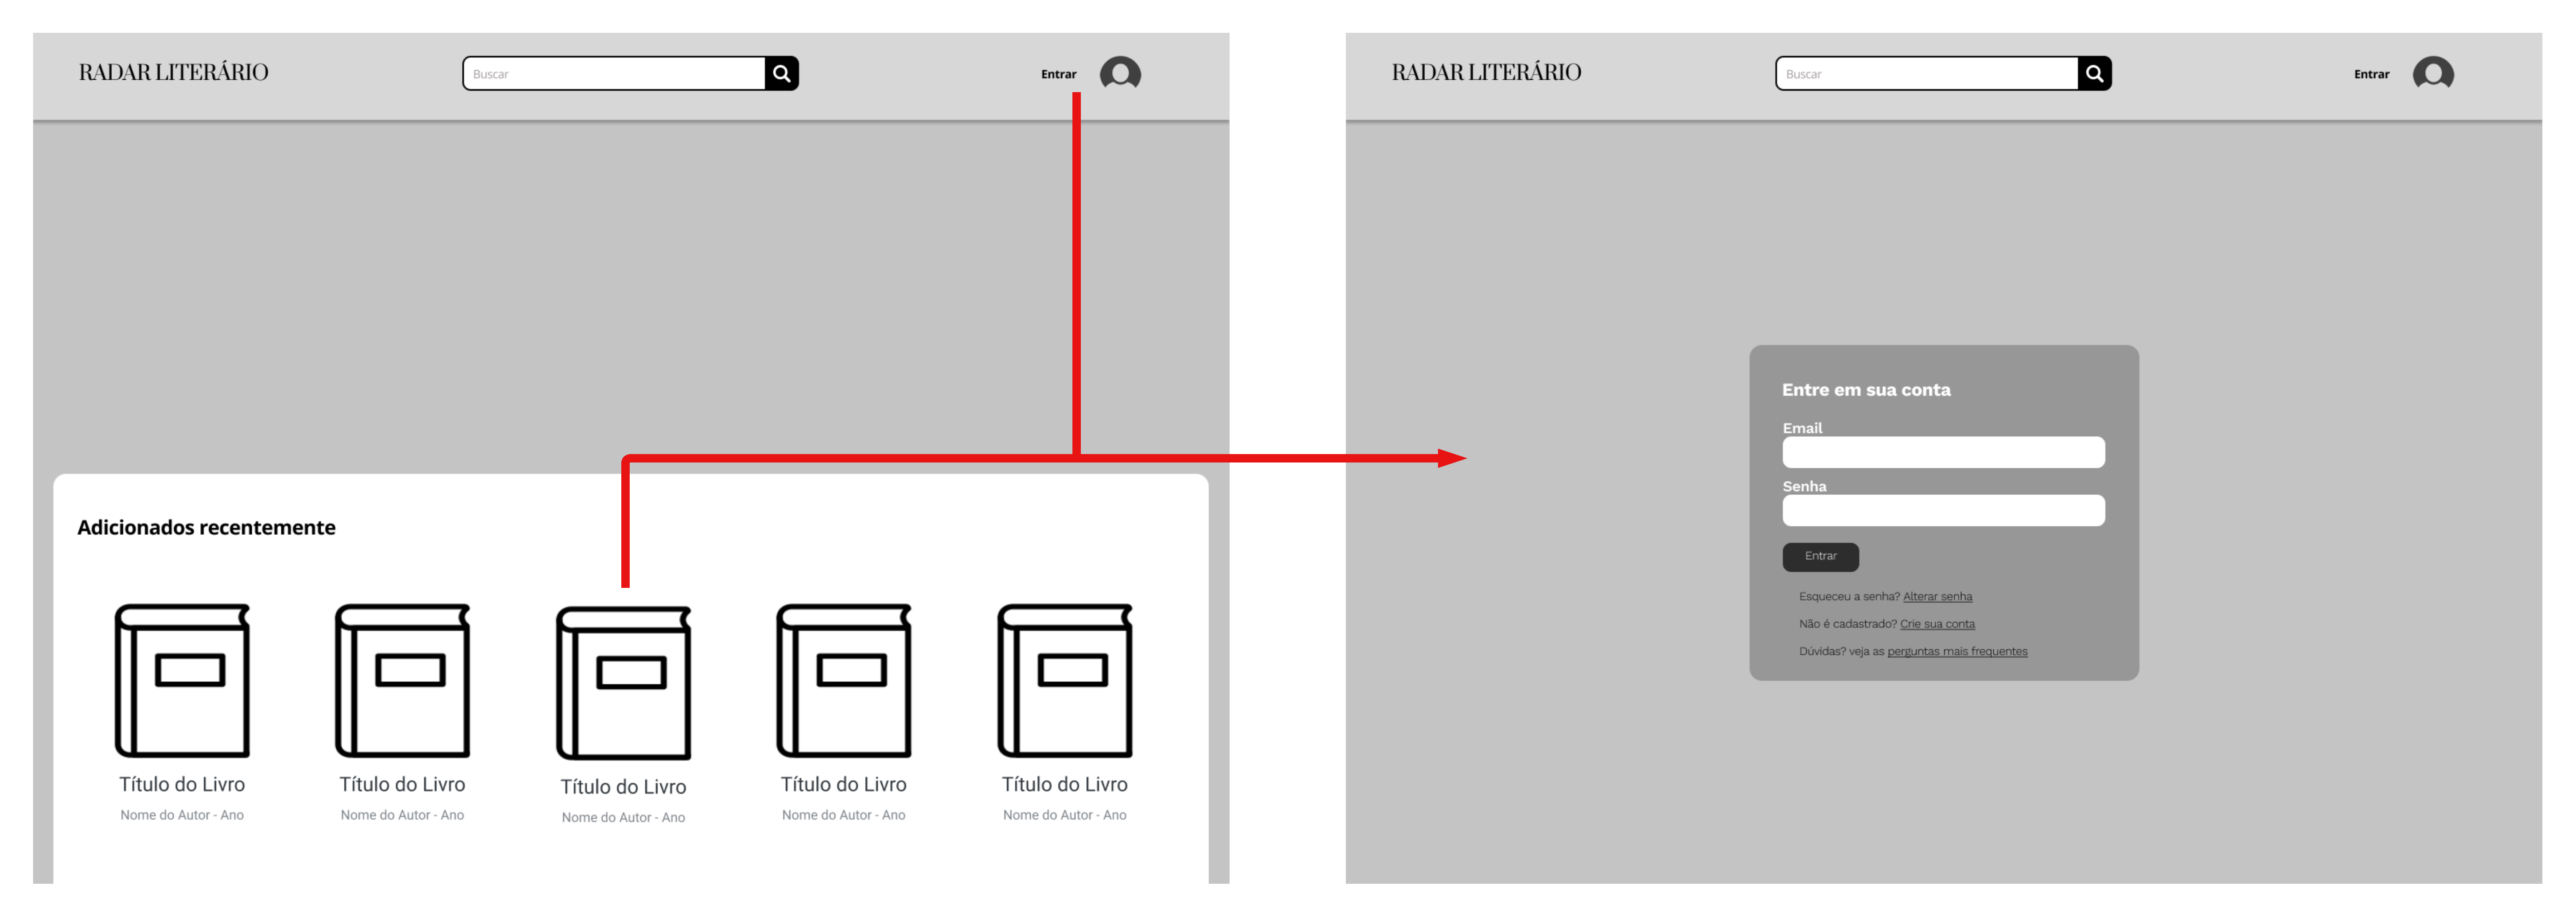 RADAR LITERÁRIO
Buscar
Entrar
Adicionados recentemente
Título do Livro
Nome do Autor - Ano
Título do Livro
Nome do Autor - Ano
Título do Livro
Nome do Autor - Ano
Título do Livro
Nome do Autor - Ano
Título do Livro
Nome do Autor - Ano
RADAR LITERÁRIO
Buscar
Entrar
Entre em sua conta
Email
Senha
Entrar
Esqueceu a senha? Alterar senha
Não é cadastrado? Crie sua conta
Dúvidas? veja as perguntas mais frequentes